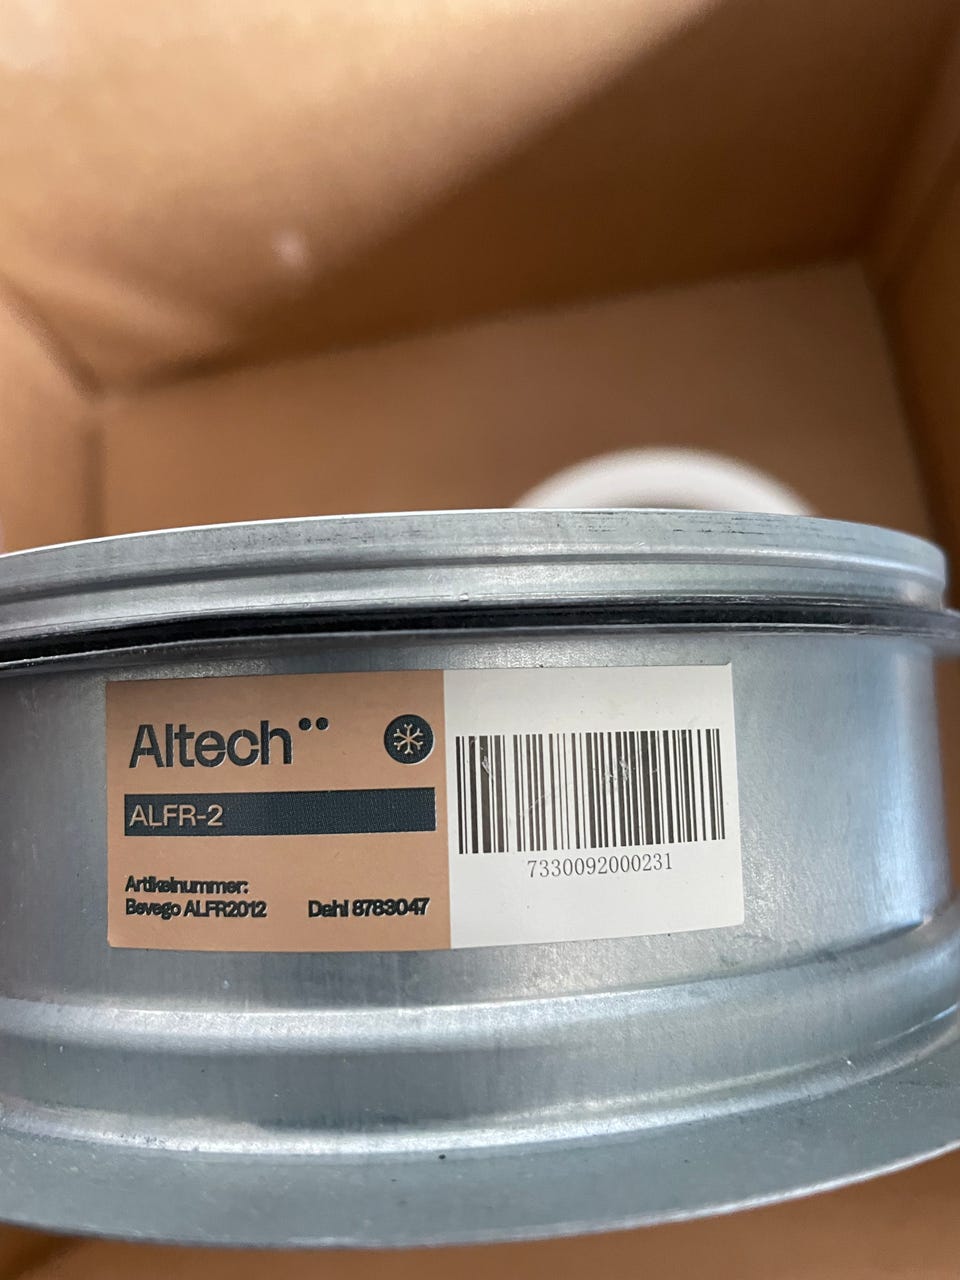 Altech¨
ALFR-2
Artikelnummer:
Bevego ALFR2012 Dahl 8783047
7330092000231